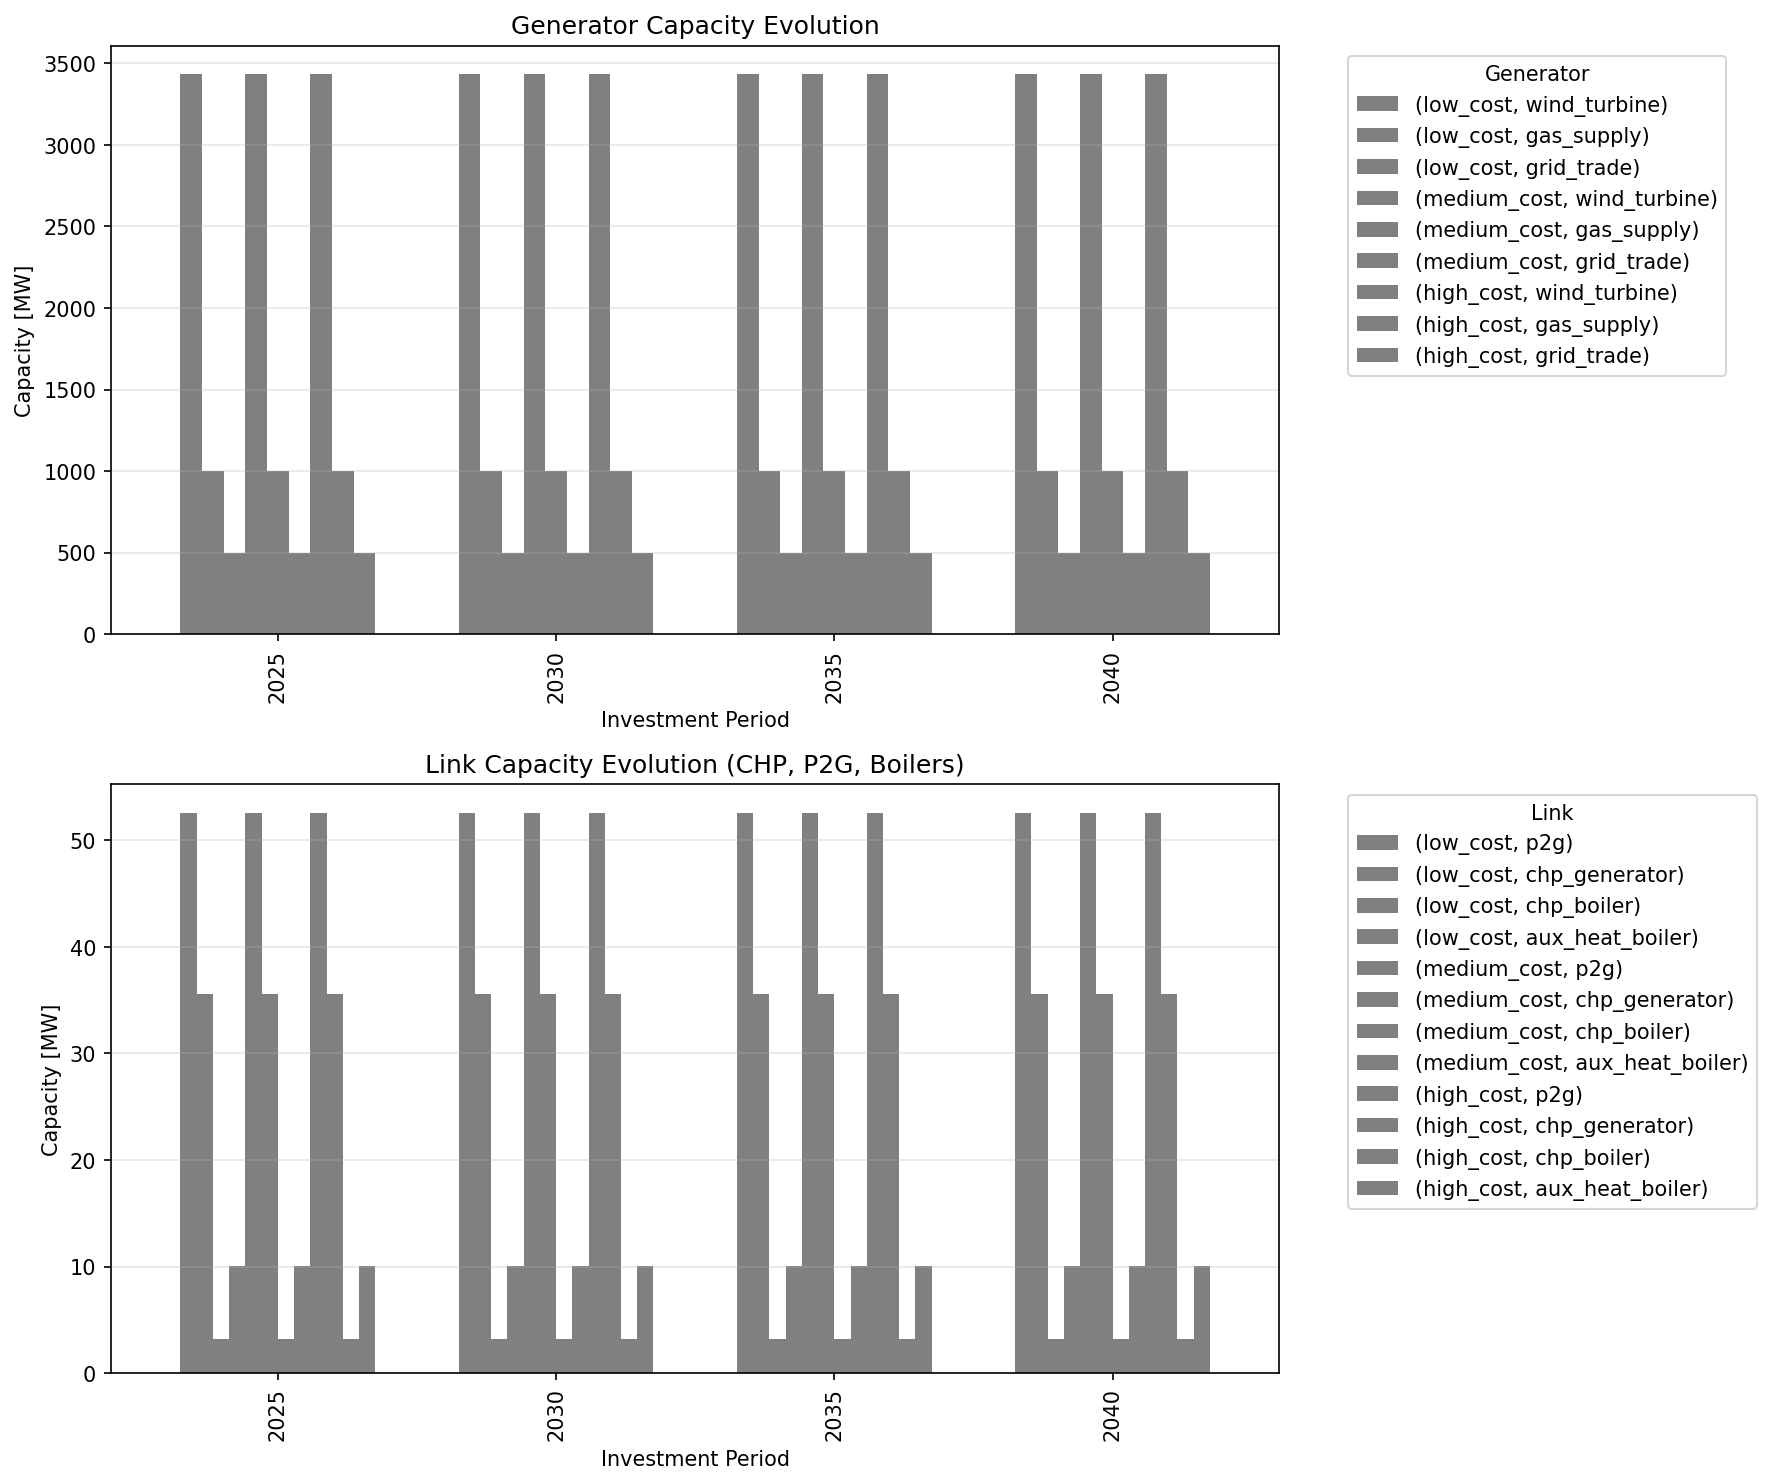 Generator Capacity Evolution
Capacity [MW]
3500
3000
2500
2000
1500
1000
500
0
2025
2030
2035
2040
Investment Period
Generator
(low_cost, wind_turbine)
(low_cost, gas_supply)
(low_cost, grid_trade)
(medium_cost, wind_turbine)
(medium_cost, gas_supply)
(medium_cost, grid_trade)
(high_cost, wind_turbine)
(high_cost, gas_supply)
(high_cost, grid_trade)
Link Capacity Evolution (CHP, P2G, Boilers)
Capacity [MW]
50
40
30
20
10
0
2025
2030
2035
2040
Investment Period
Link
(low_cost, p2g)
(low_cost, chp_generator)
(low_cost, chp_boiler)
(low_cost, aux_heat_boiler)
(medium_cost, p2g)
(medium_cost, chp_generator)
(medium_cost, chp_boiler)
(medium_cost, aux_heat_boiler)
(high_cost, p2g)
(high_cost, chp_generator)
(high_cost, chp_boiler)
(high_cost, aux_heat_boiler)